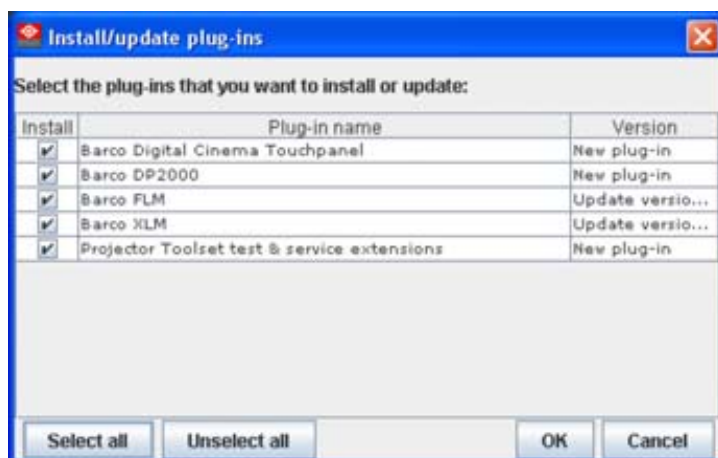 Install/update plug-ins
Select the plug-ins that you want to install or update:
Install Plug-in name Version
Barco Digital Cinema Touchpanel New plug-in
Barco DP2000 New plug-in
Barco FLM Update versio...
Barco XLM Update versio...
Projector Toolset test & service extensions New plug-in
Select all Unselect all OK Cancel